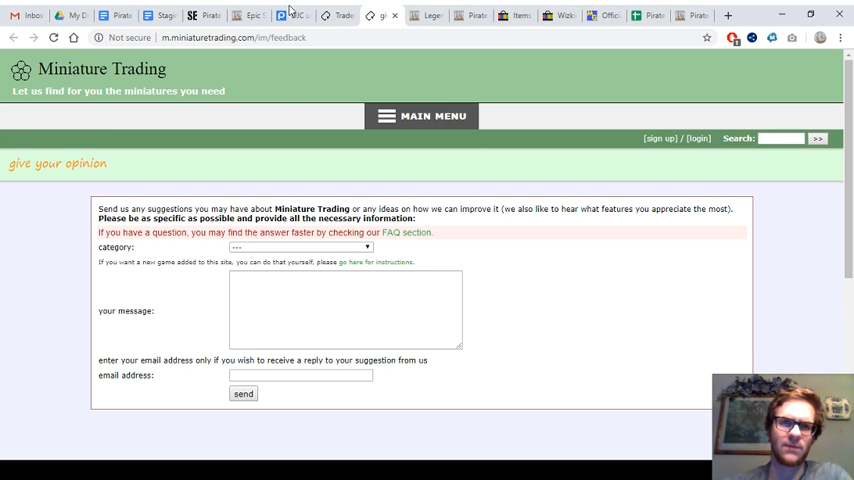 Inbox
My D
Pirate
Stagi
SE Pirate
Epic S
Trade
gi
Legen
Pirate
Items
Wizk
Offici
Pirate
Pirate
Not secure
m.miniaturetrading.com/im/feedback
Miniature Trading
Let us find for you the miniatures you need
MAIN MENU
[sign up] / [login] Search: >>
give your opinion
Send us any suggestions you may have about Miniature Trading or any ideas on how we can improve it (we also like to hear what features you appreciate the most).
Please be as specific as possible and provide all the necessary information:
If you have a question, you may find the answer faster by checking our FAQ section.
category: ---
If you want a new game added to this site, you can do that yourself, please go here for instructions.
your message:
enter your email address only if you wish to receive a reply to your suggestion from us
email address:
send